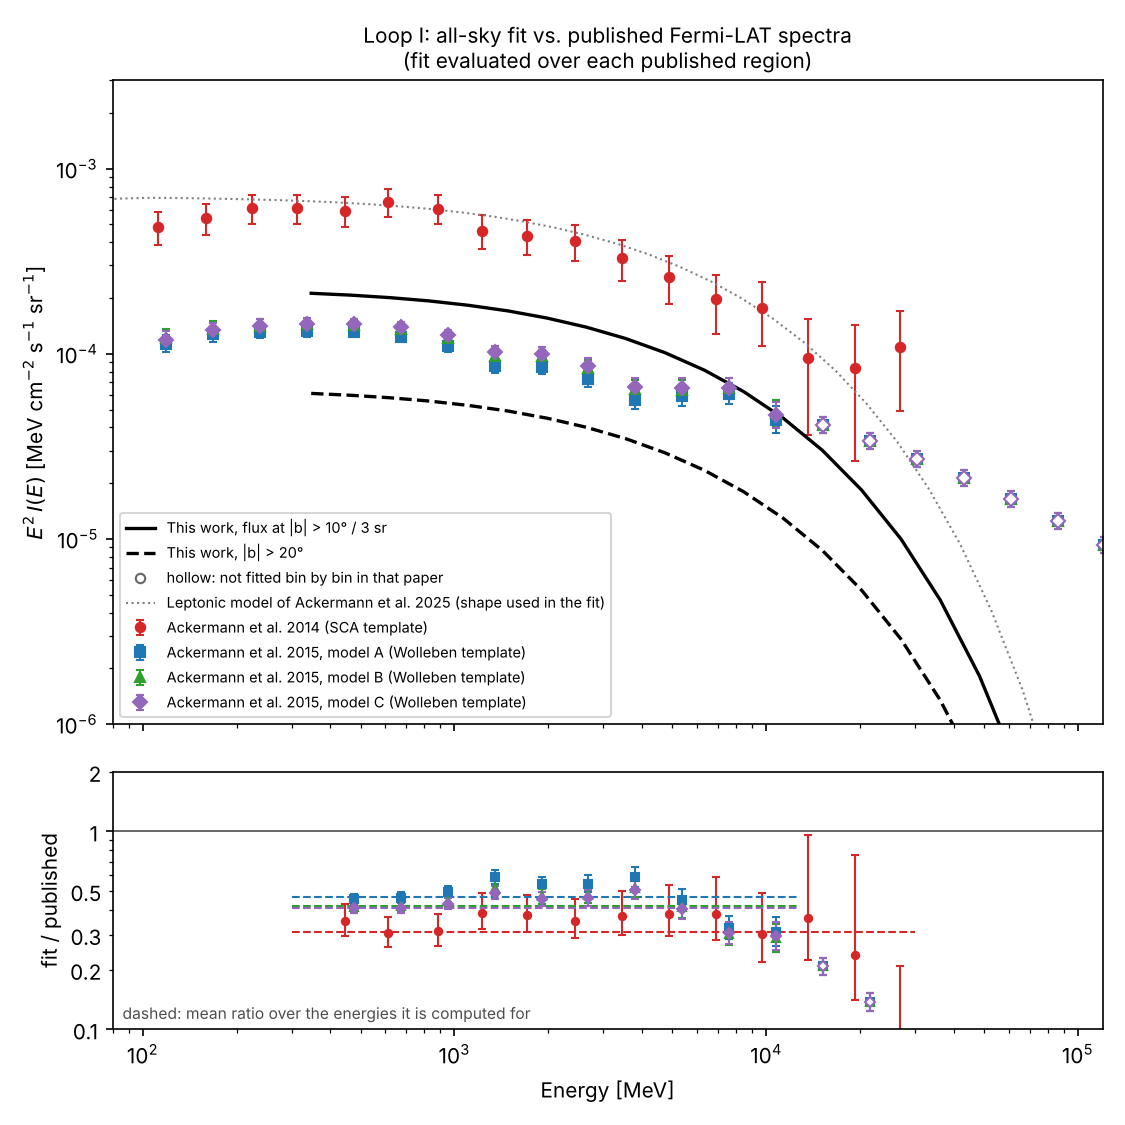 Loop I: all-sky fit vs. published Fermi-LAT spectra
(fit evaluated over each published region)
E² I(E) [MeV cm⁻² s⁻¹ sr⁻¹]
10⁻³
10⁻⁴
10⁻⁵
10⁻⁶
This work, flux at |b| > 10° / 3 sr
This work, |b| > 20°
hollow: not fitted bin by bin in that paper
Leptonic model of Ackermann et al. 2025 (shape used in the fit)
Ackermann et al. 2014 (SCA template)
Ackermann et al. 2015, model A (Wolleben template)
Ackermann et al. 2015, model B (Wolleben template)
Ackermann et al. 2015, model C (Wolleben template)
fit / published
2
1
0.5
0.3
0.2
0.1
dashed: mean ratio over the energies it is computed for
10² 10³ 10⁴ 10⁵
Energy [MeV]